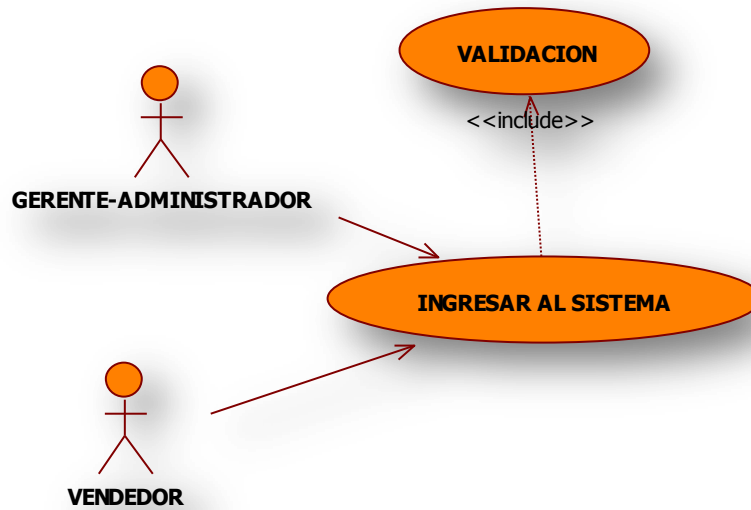 VALIDACION
<<include>>
GERENTE-ADMINISTRADOR
INGRESAR AL SISTEMA
VENDEDOR